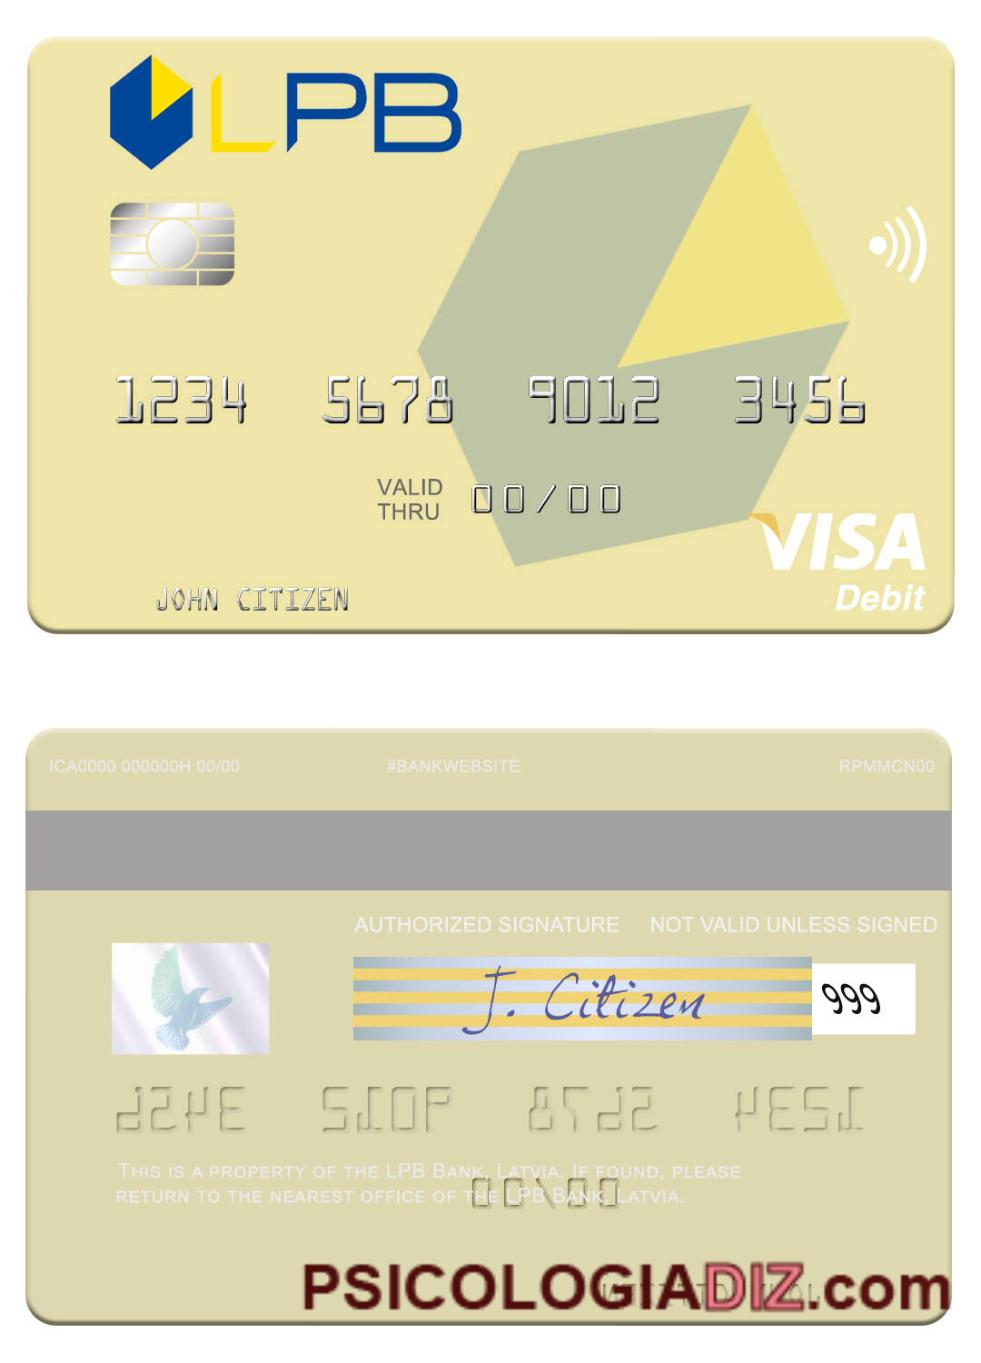 LPB
1234 5678 9012 3456
VALID
THRU 00/00
VISA
Debit
JOHN CITIZEN
ICA0000 000000H 00/00 #BANKWEBSITE RPMMCN00
AUTHORIZED SIGNATURE NOT VALID UNLESS SIGNED
J. Citizen 999
THIS IS A PROPERTY OF THE LPB BANK, LATVIA. IF FOUND, PLEASE
RETURN TO THE NEAREST OFFICE OF THE LPB BANK, LATVIA.
PSICOLOGIADIZ.com